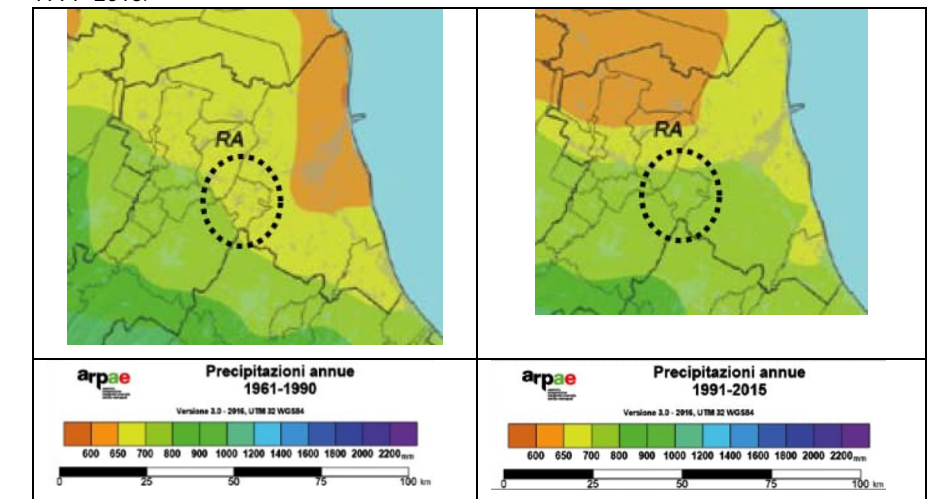 RA
RA
arpae
Precipitazioni annue
1961-1990
Versione 3.0 - 2016, UTM 32 WGS84
600 650 700 800 900 1000 1200 1400 1600 1800 2000 2200 mm
0 25 50 75 100 km
arpae
Precipitazioni annue
1991-2015
Versione 3.0 - 2016, UTM 32 WGS84
600 650 700 800 900 1000 1200 1400 1600 1800 2000 2200 mm
0 25 50 75 100 km